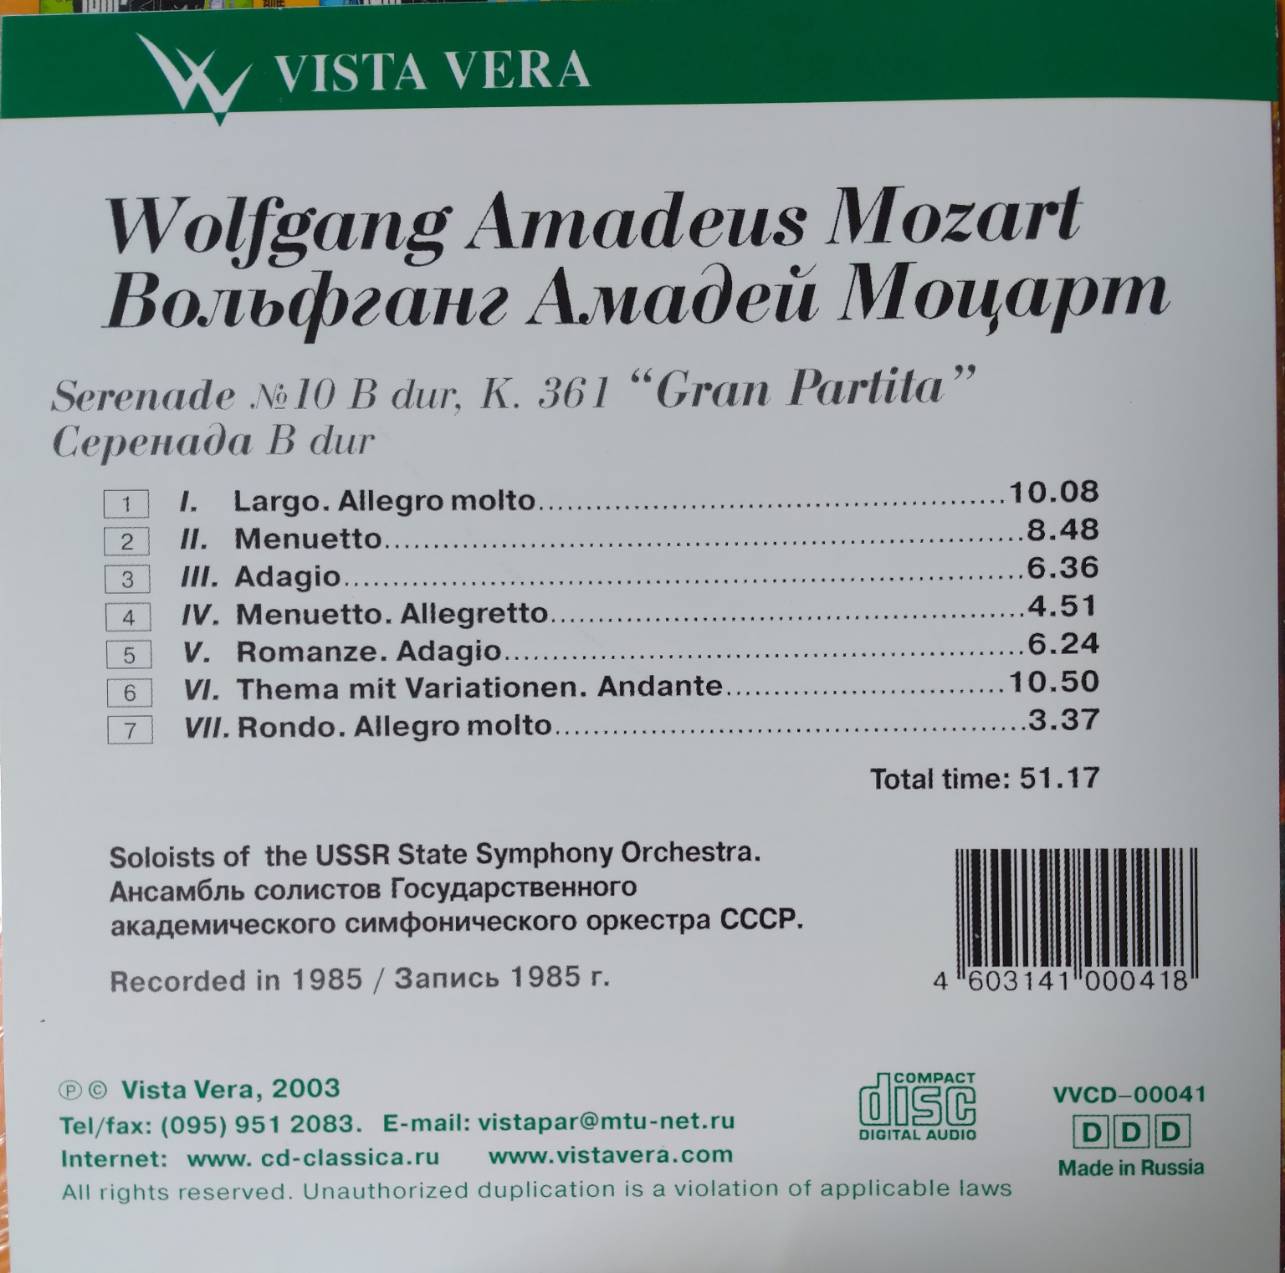 VISTA VERA
Wolfgang Amadeus Mozart
Вольфганг Амадей Моцарт
Serenade №10 B dur, K. 361 “Gran Partita”
Серенада B dur
1 I. Largo. Allegro molto 10.08
2 II. Menuetto 8.48
3 III. Adagio 6.36
4 IV. Menuetto. Allegretto 4.51
5 V. Romanze. Adagio 6.24
6 VI. Thema mit Variationen. Andante 10.50
7 VII. Rondo. Allegro molto 3.37
Total time: 51.17
Soloists of the USSR State Symphony Orchestra.
Ансамбль солистов Государственного
академического симфонического оркестра СССР.
Recorded in 1985 / Запись 1985 г.
4 603141 000418
℗ © Vista Vera, 2003
Tel/fax: (095) 951 2083. E-mail: vistapar@mtu-net.ru
Internet: www. cd-classica.ru www.vistavera.com
All rights reserved. Unauthorized duplication is a violation of applicable laws
COMPACT
disc
DIGITAL AUDIO
VVCD-00041
DDD
Made in Russia